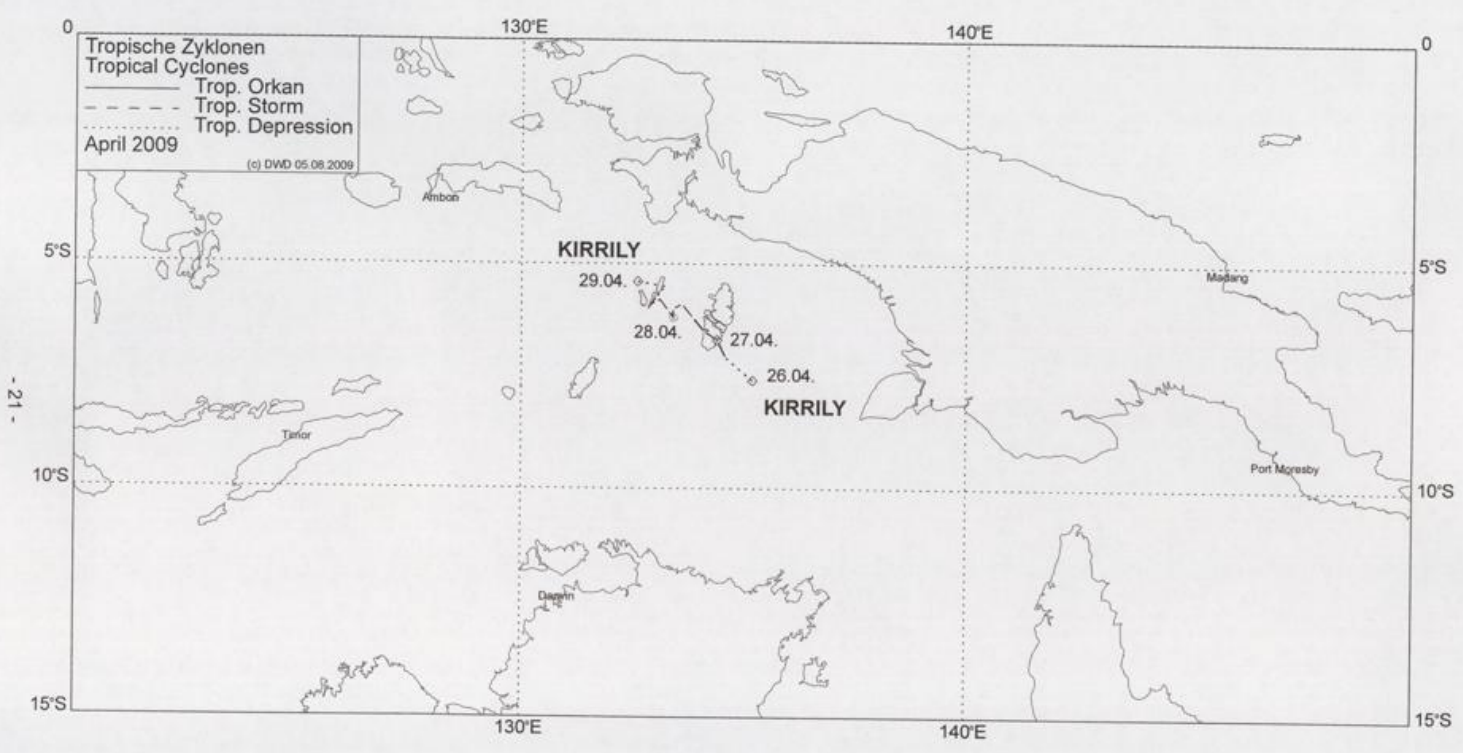 0
130°E
140°E
0
Tropische Zyklonen
Tropical Cyclones
Trop. Orkan
Trop. Storm
Trop. Depression
April 2009
(c) DWD 05.08.2009
Ambon
5°S
KIRRILY
5°S
29.04.
Madang
28.04.
27.04.
26.04.
KIRRILY
- 21 -
Timor
10°S
Port Moresby
10°S
Darwin
15°S
130°E
140°E
15°S